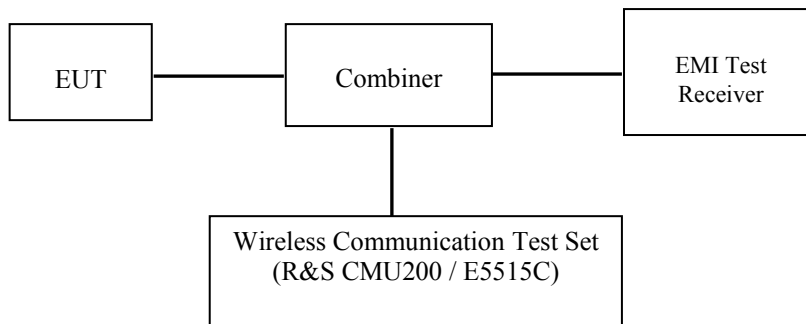 EUT
Combiner
EMI Test
Receiver
Wireless Communication Test Set
(R&S CMU200 / E5515C)